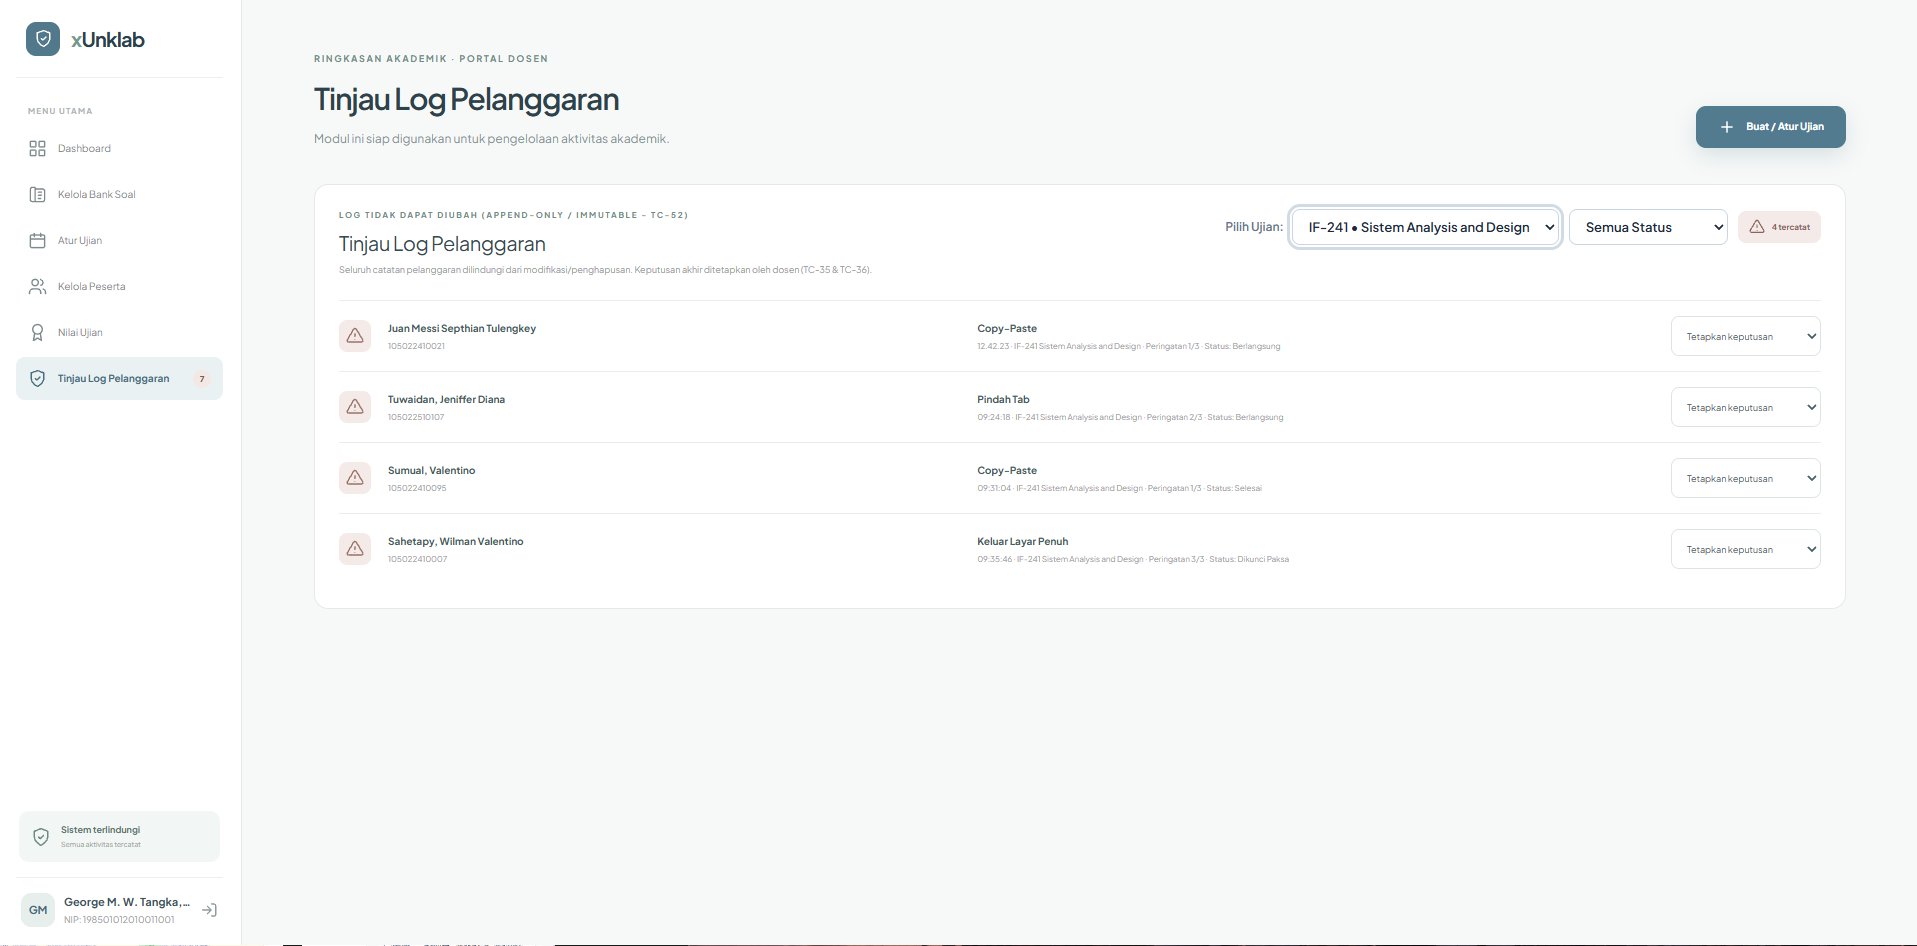 xUnklab
MENU UTAMA
Dashboard
Kelola Bank Soal
Atur Ujian
Kelola Peserta
Nilai Ujian
Tinjau Log Pelanggaran 7
Sistem terlindungi
Semua aktivitas tercatat
GM
George M. W. Tangka,...
NIP: 198501012010011001
RINGKASAN AKADEMIK · PORTAL DOSEN
Tinjau Log Pelanggaran
Modul ini siap digunakan untuk pengelolaan aktivitas akademik.
+ Buat / Atur Ujian
LOG TIDAK DAPAT DIUBAH (APPEND-ONLY / IMMUTABLE - TC-52)
Tinjau Log Pelanggaran
Seluruh catatan pelanggaran dilindungi dari modifikasi/penghapusan. Keputusan akhir ditetapkan oleh dosen (TC-35 & TC-36).
Pilih Ujian: IF-241 • Sistem Analysis and Design Semua Status 4 tercatat
Juan Messi Septhian Tulengkey
105022410021
Copy-Paste
12.42.23 · IF-241 Sistem Analysis and Design · Peringatan 1/3 · Status: Berlangsung
Tetapkan keputusan
Tuwaidan, Jeniffer Diana
105022510107
Pindah Tab
09:24:18 · IF-241 Sistem Analysis and Design · Peringatan 2/3 · Status: Berlangsung
Tetapkan keputusan
Sumual, Valentino
105022410095
Copy-Paste
09:31:04 · IF-241 Sistem Analysis and Design · Peringatan 1/3 · Status: Selesai
Tetapkan keputusan
Sahetapy, Wilman Valentino
105022410007
Keluar Layar Penuh
09:35:46 · IF-241 Sistem Analysis and Design · Peringatan 3/3 · Status: Dikunci Paksa
Tetapkan keputusan